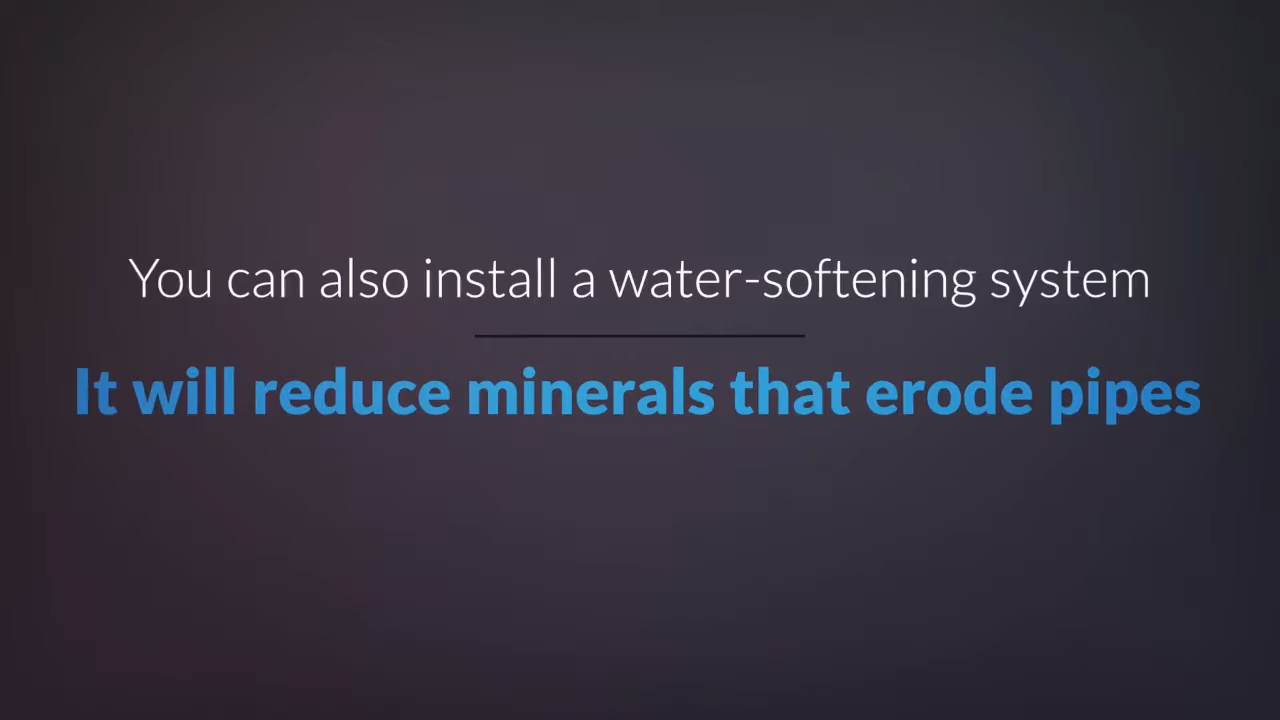 You can also install a water-softening system
It will reduce minerals that erode pipes